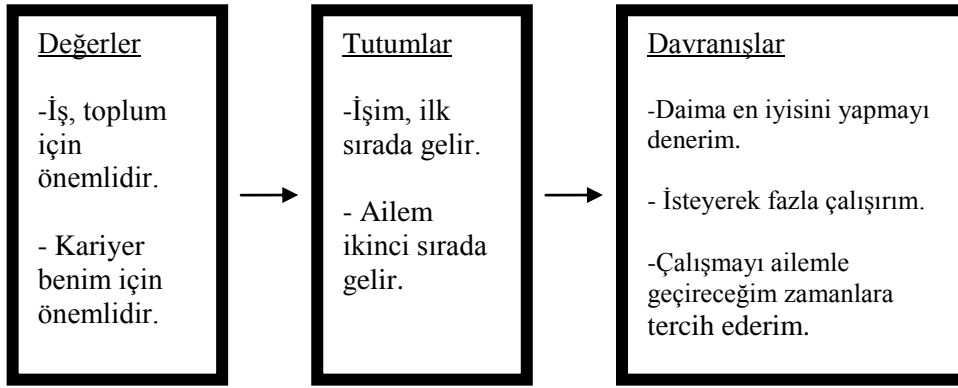 Değerler
-İş, toplum
için
önemlidir.
- Kariyer
benim için
önemlidir.
Tutumlar
-İşim, ilk
sırada gelir.
- Ailem
ikinci sırada
gelir.
Davranışlar
-Daima en iyisini yapmayı
denerim.
- İsteyerek fazla çalışırım.
-Çalışmayı ailemle
geçireceğim zamanlara
tercih ederim.